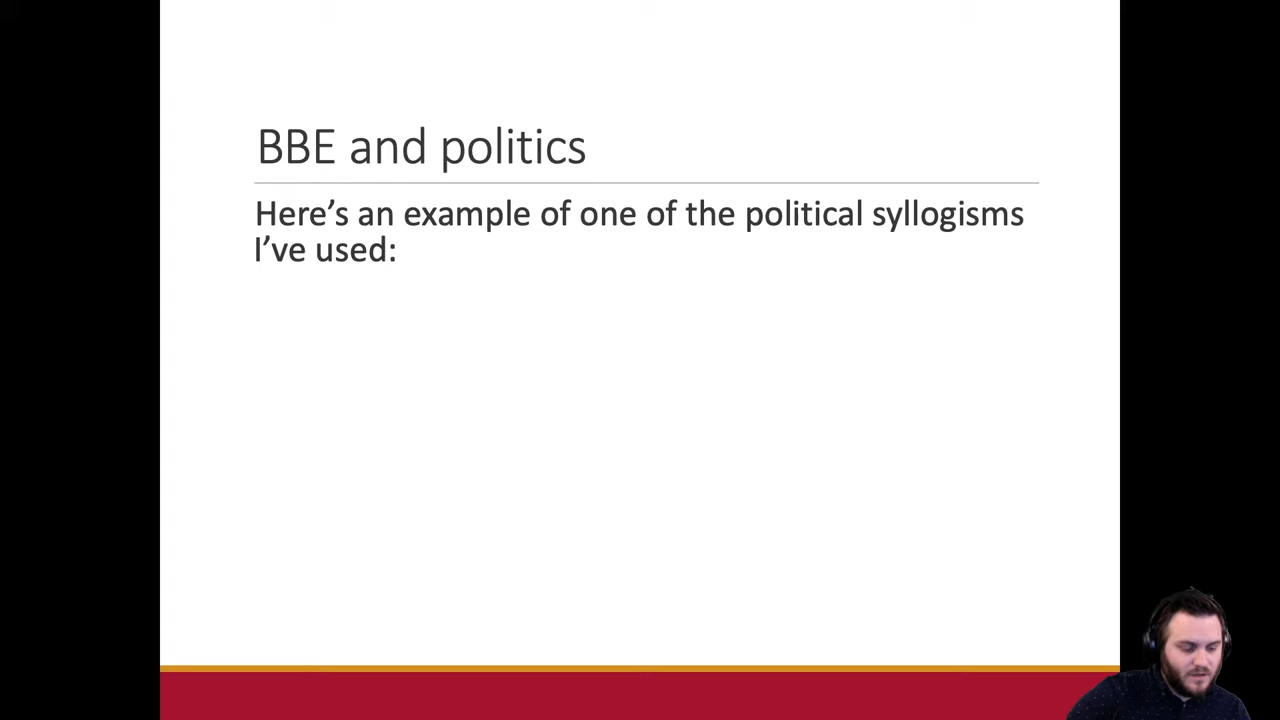 BBE and politics
Here’s an example of one of the political syllogisms
I’ve used: